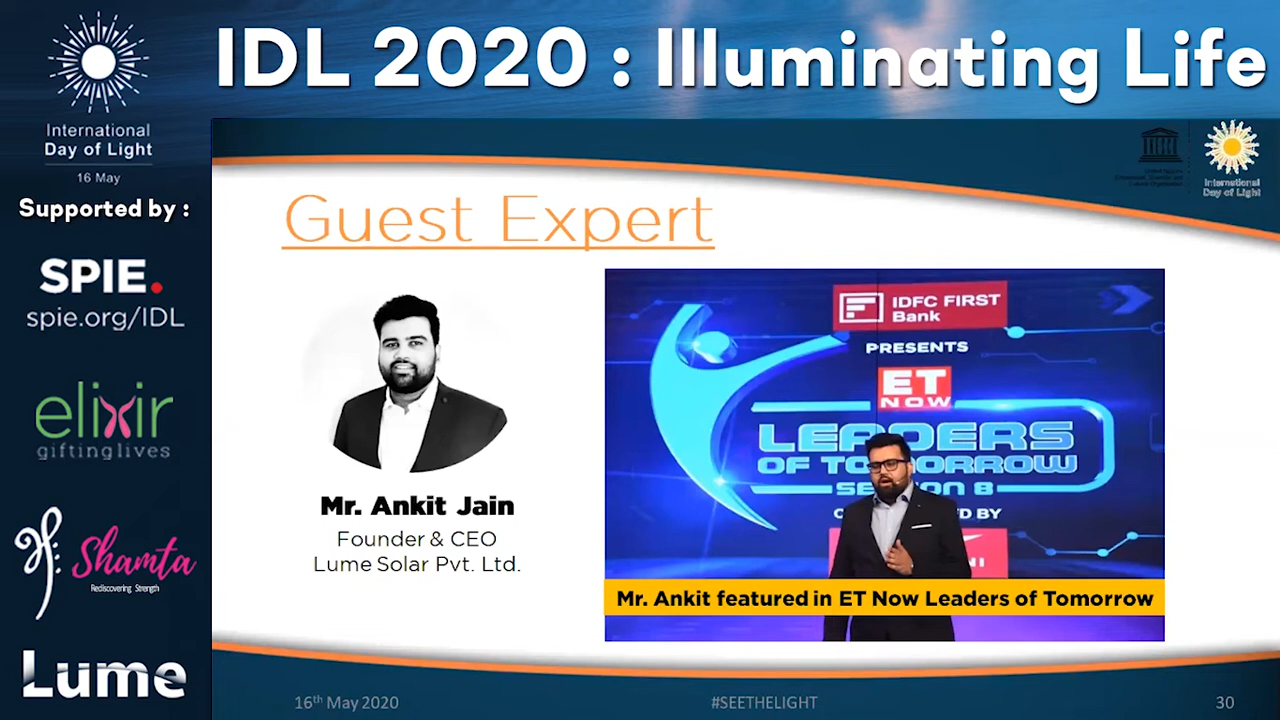 IDL 2020 : Illuminating Life
International
Day of Light
16 May
Supported by :
SPIE.
spie.org/IDL
elixir
giftinglives
Shamta
Rediscovering Strength
Lume
International
Day of Light
Guest Expert
Mr. Ankit Jain
Founder & CEO
Lume Solar Pvt. Ltd.
IDFC FIRST
Bank
PRESENTS
ET
NOW
LEADERS
OF TOMORROW
Mr. Ankit featured in ET Now Leaders of Tomorrow
16th May 2020
#SEETHELIGHT
30